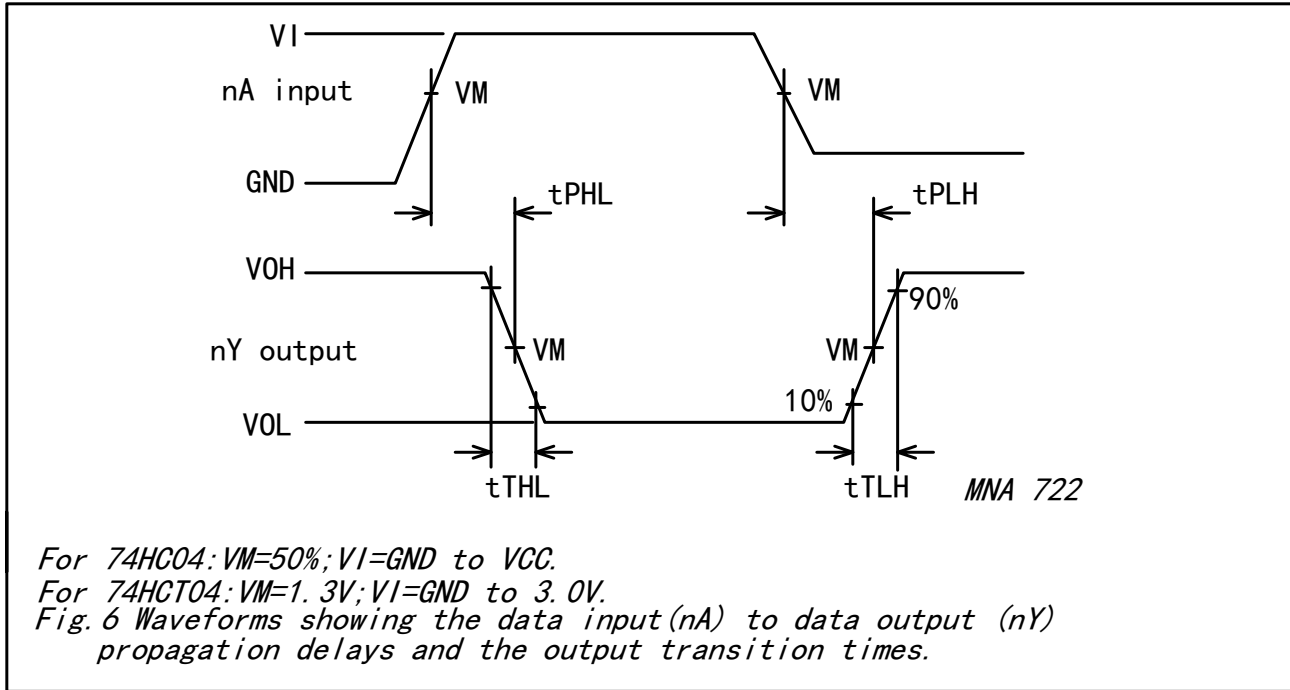 VI
nA input
VM
VM
GND
tPHL
tPLH
VOH
90%
nY output
VM
VM
10%
VOL
tTHL
tTLH
MNA 722
For 74HC04:VM=50%;VI=GND to VCC.
For 74HCT04:VM=1.3V;VI=GND to 3.0V.
Fig.6 Waveforms showing the data input(nA) to data output (nY)
propagation delays and the output transition times.